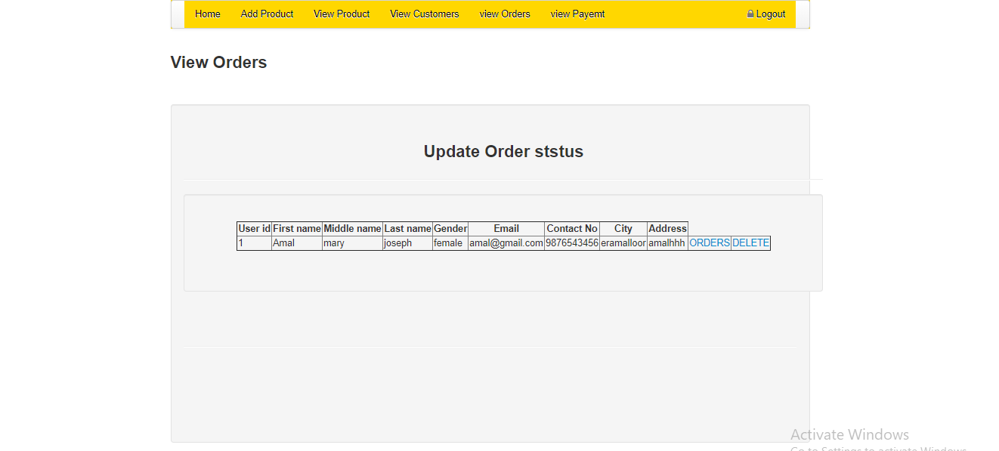 Home Add Product View Product View Customers view Orders view Payemt Logout
View Orders
Update Order ststus
User id First name Middle name Last name Gender Email Contact No City Address
1 Amal mary joseph female amal@gmail.com 9876543456 eramalloor amalhhh ORDERS DELETE
Activate Windows
Go to Settings to activate Windows.